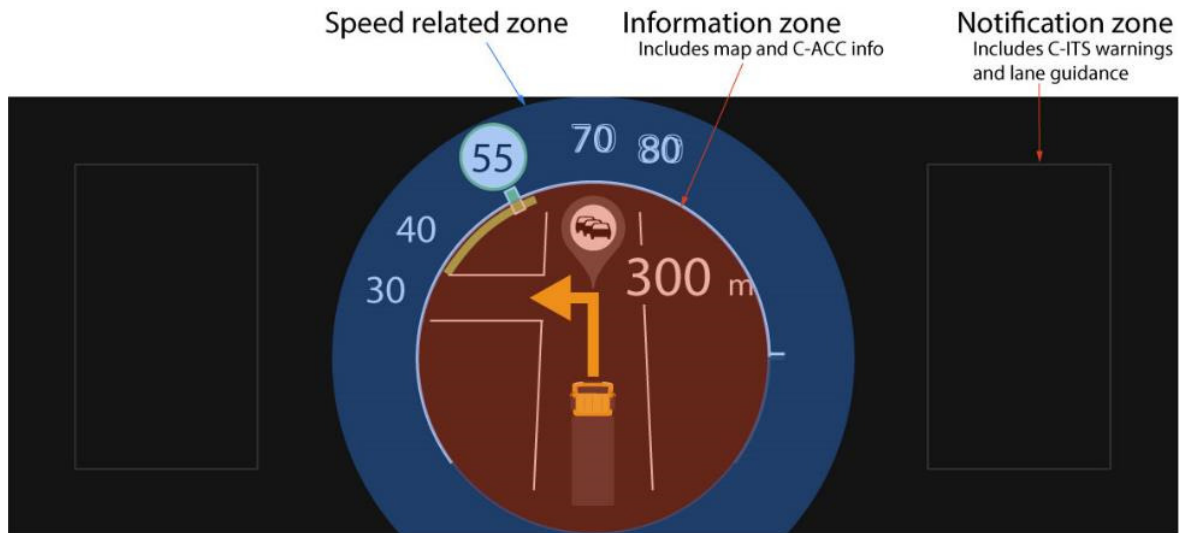 Speed related zone
Information zone
Includes map and C-ACC info
Notification zone
Includes C-ITS warnings
and lane guidance
70
80
55
40
30
300 m